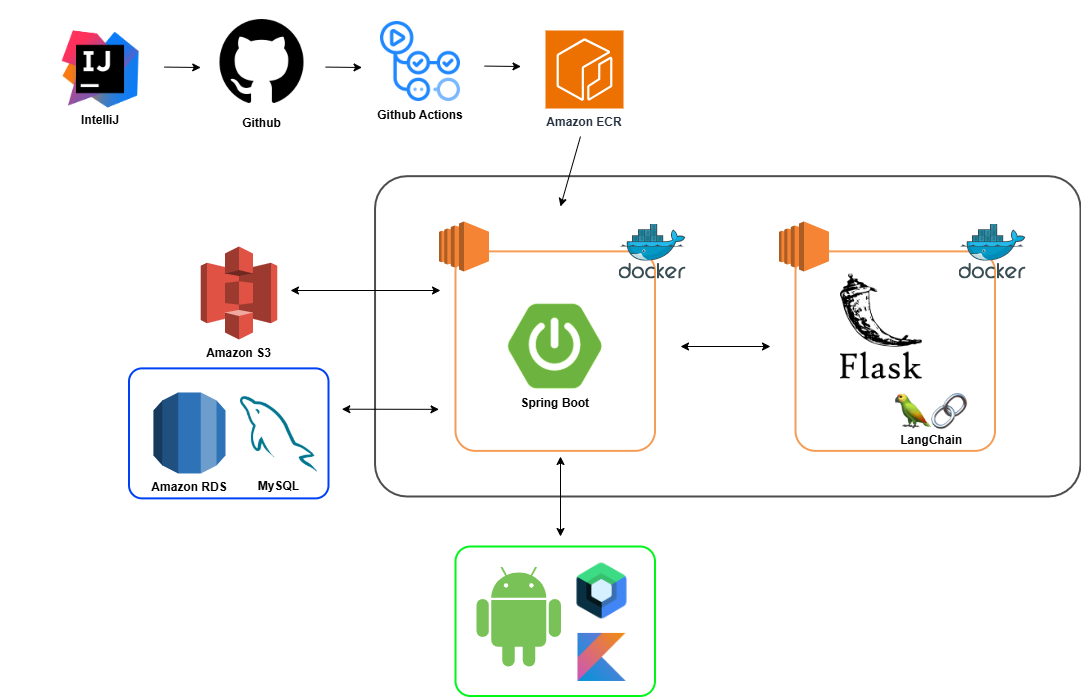 IJ
IntelliJ
Github
Github Actions
Amazon ECR
docker
docker
Amazon S3
Spring Boot
Flask
LangChain
Amazon RDS
MySQL